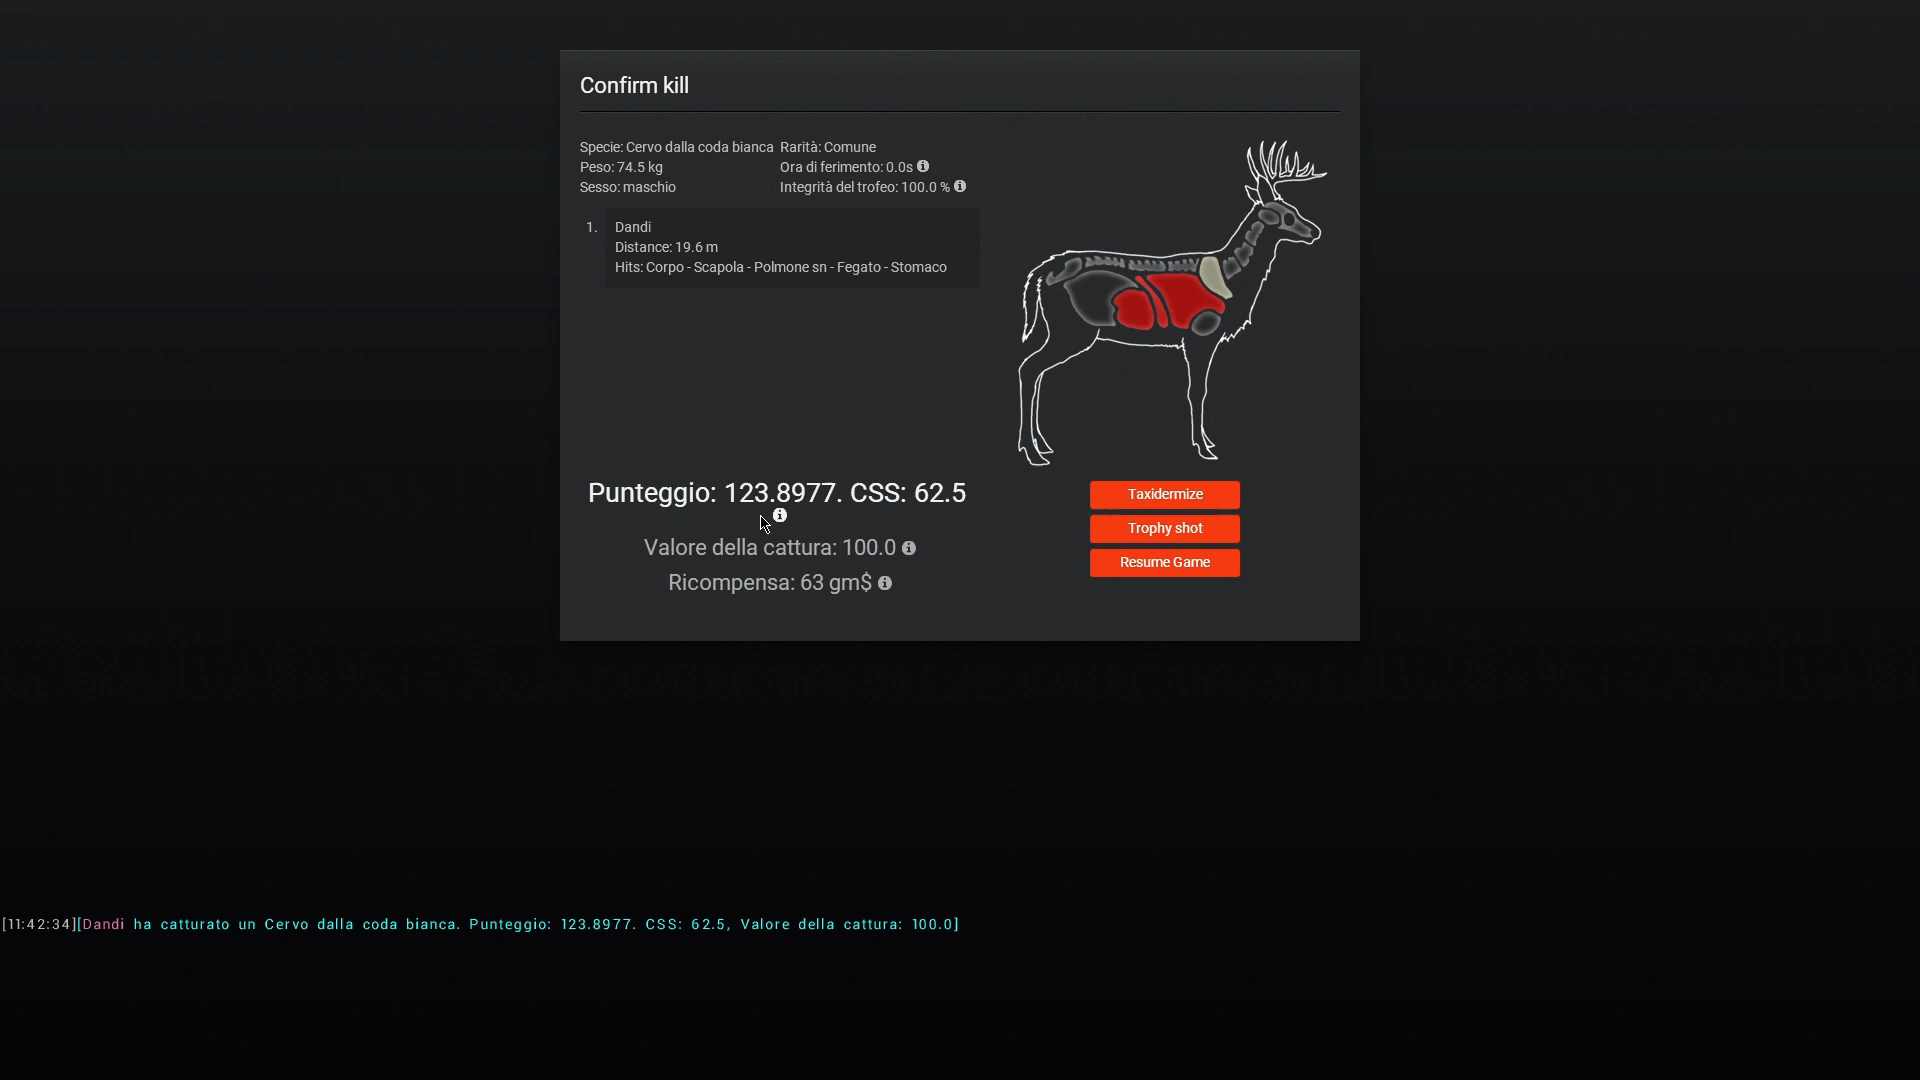 Confirm kill
Specie: Cervo dalla coda bianca Rarità: Comune
Peso: 74.5 kg Ora di ferimento: 0.0s
Sesso: maschio Integrità del trofeo: 100.0 %
1. Dandi
Distance: 19.6 m
Hits: Corpo - Scapola - Polmone sn - Fegato - Stomaco
Punteggio: 123.8977. CSS: 62.5
Valore della cattura: 100.0
Ricompensa: 63 gm$
Taxidermize
Trophy shot
Resume Game
[11:42:34][Dandi ha catturato un Cervo dalla coda bianca. Punteggio: 123.8977. CSS: 62.5, Valore della cattura: 100.0]